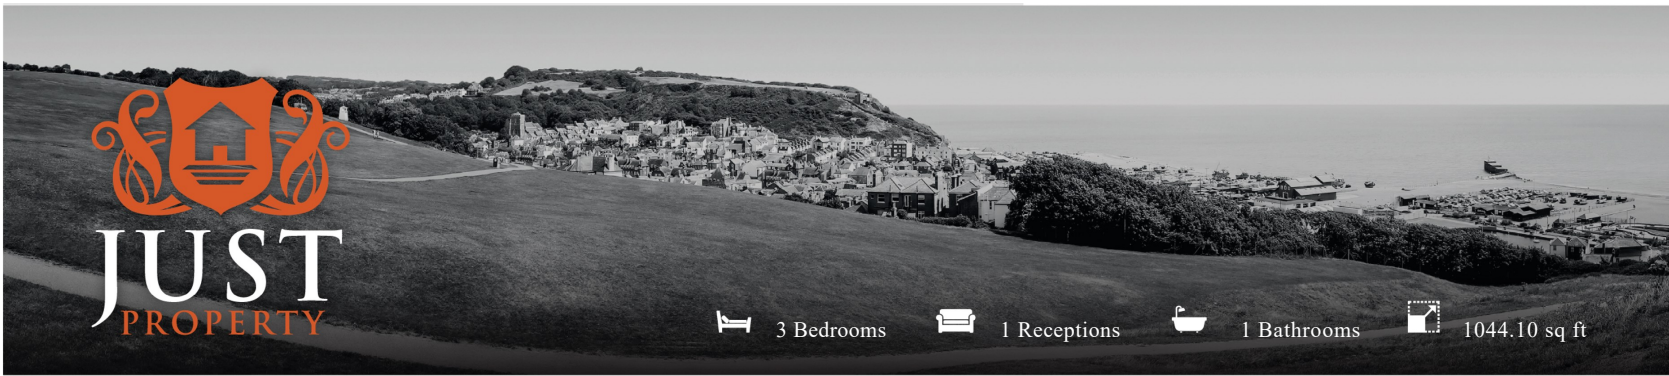 JUST
PROPERTY
3 Bedrooms 1 Receptions 1 Bathrooms 1044.10 sq ft